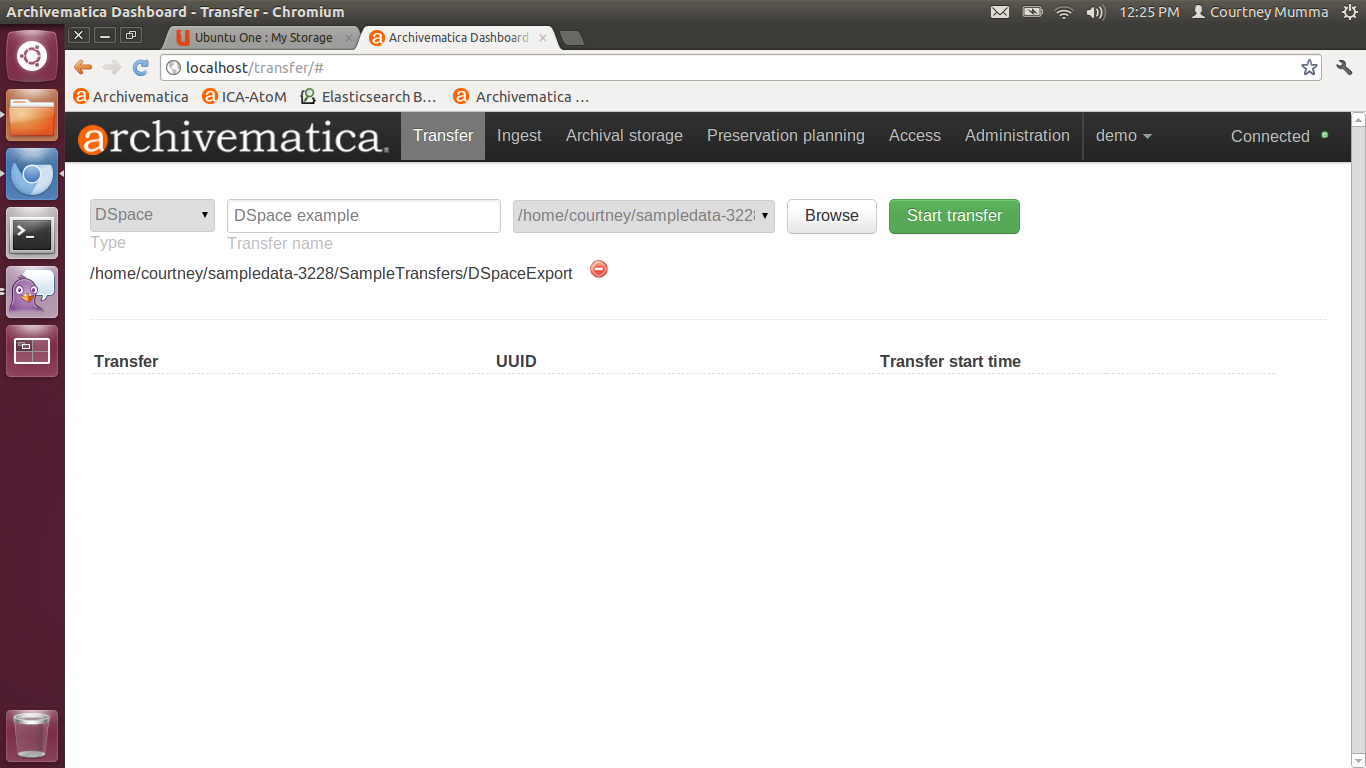 Archivematica Dashboard - Transfer - Chromium
12:25 PM Courtney Mumma
Ubuntu One : My Storage
Archivematica Dashboard
localhost/transfer/#
Archivematica ICA-AtoM Elasticsearch B... Archivematica ...
archivematica.
Transfer Ingest Archival storage Preservation planning Access Administration demo Connected
DSpace DSpace example /home/courtney/sampledata-3228 Browse Start transfer
Type Transfer name
/home/courtney/sampledata-3228/SampleTransfers/DSpaceExport
Transfer UUID Transfer start time